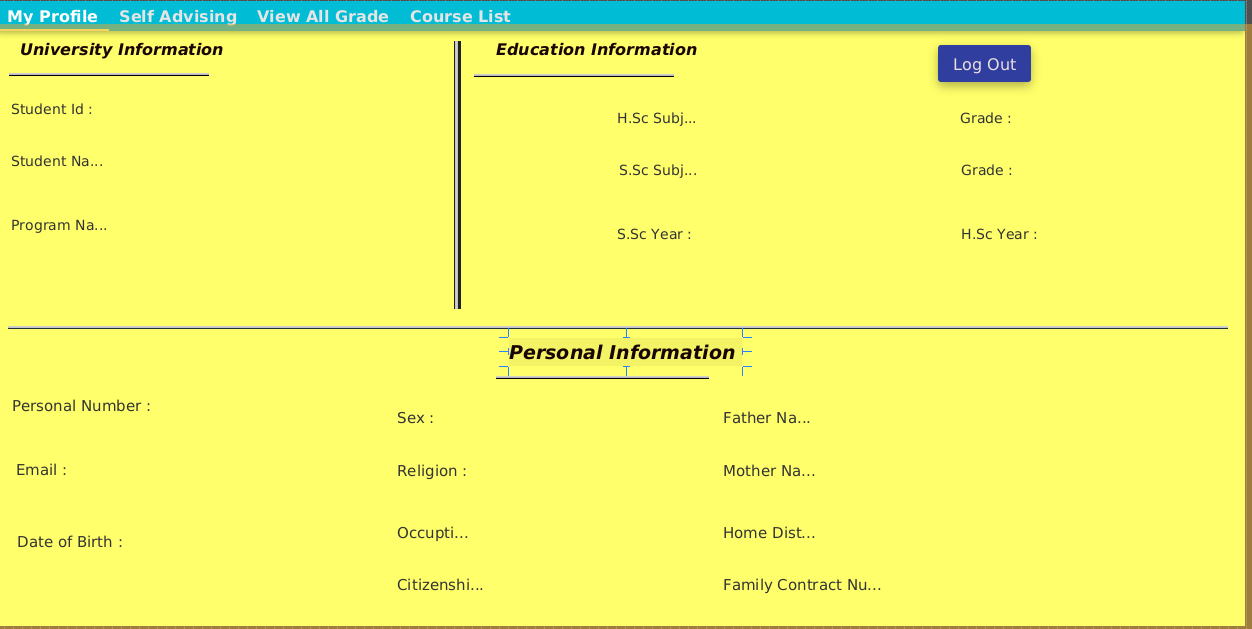 My Profile Self Advising View All Grade Course List
University Information
Student Id :
Student Na...
Program Na...
Education Information
Log Out
H.Sc Subj... Grade :
S.Sc Subj... Grade :
S.Sc Year : H.Sc Year :
Personal Information
Personal Number :
Email :
Date of Birth :
Sex :
Religion :
Occupti...
Citizenshi...
Father Na...
Mother Na...
Home Dist...
Family Contract Nu...